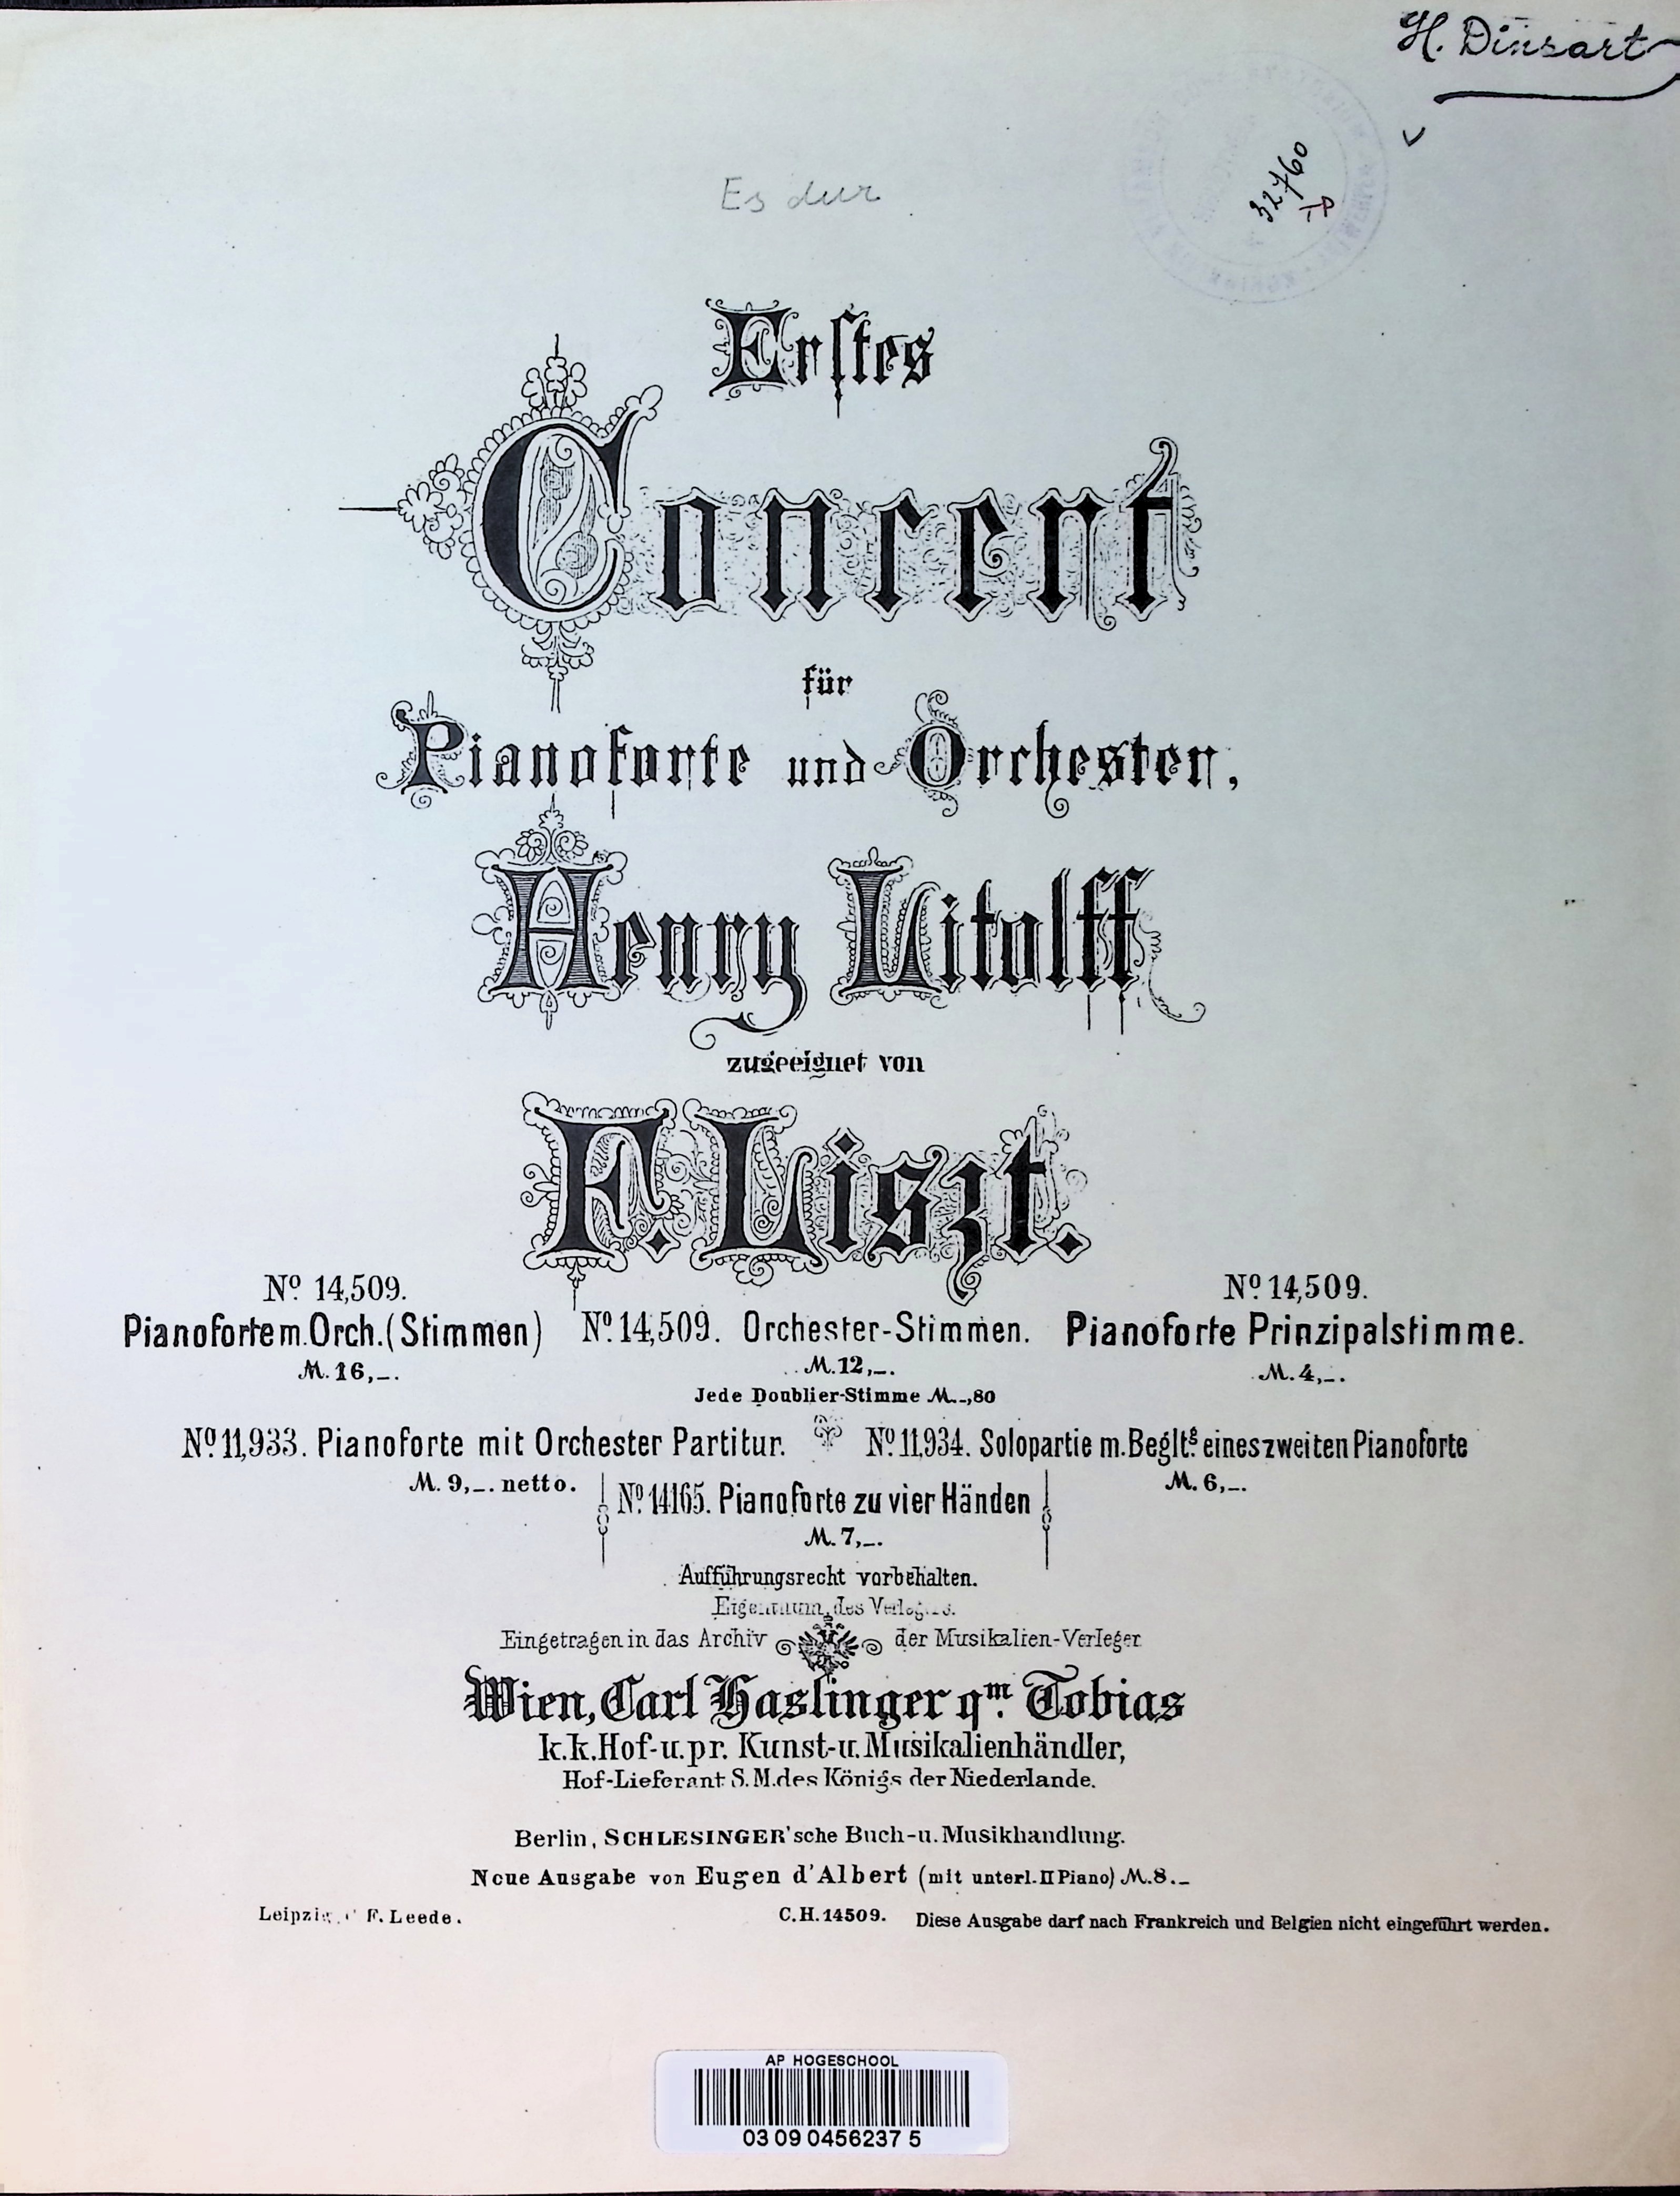 H. Dinsart
32760
Es dur
Erstes
Concert
für
Pianoforte und Orchester,
Henry Litolff
zugeeignet von
F. Liszt.
No. 14,509.
Pianoforte m. Orch. (Stimmen)
M. 16,_.
No. 14,509. Orchester-Stimmen.
M. 12,_.
Jede Doublier-Stimme M._,80
No. 14,509.
Pianoforte Prinzipalstimme.
M. 4,_.
No. 11,933. Pianoforte mit Orchester Partitur.
M. 9,_. netto.
No. 11,934. Solopartie m. Begltg. eines zweiten Pianoforte
M. 6,_.
No. 14165. Pianoforte zu vier Händen
M. 7,_.
Aufführungsrecht vorbehalten.
Eigenthum des Verlegers.
Eingetragen in das Archiv der Musikalien-Verleger
Wien, Carl Haslinger qm. Tobias
k.k. Hof-u. pr. Kunst-u. Musikalienhändler,
Hof-Lieferant S. M. des Königs der Niederlande.
Berlin, SCHLESINGER'sche Buch-u. Musikhandlung.
Neue Ausgabe von Eugen d'Albert (mit unterl. II Piano) M. 8._
Leipzig, F. Leede.
C. H. 14509.
Diese Ausgabe darf nach Frankreich und Belgien nicht eingeführt werden.
AP HOGESCHOOL
03 09 0456237 5